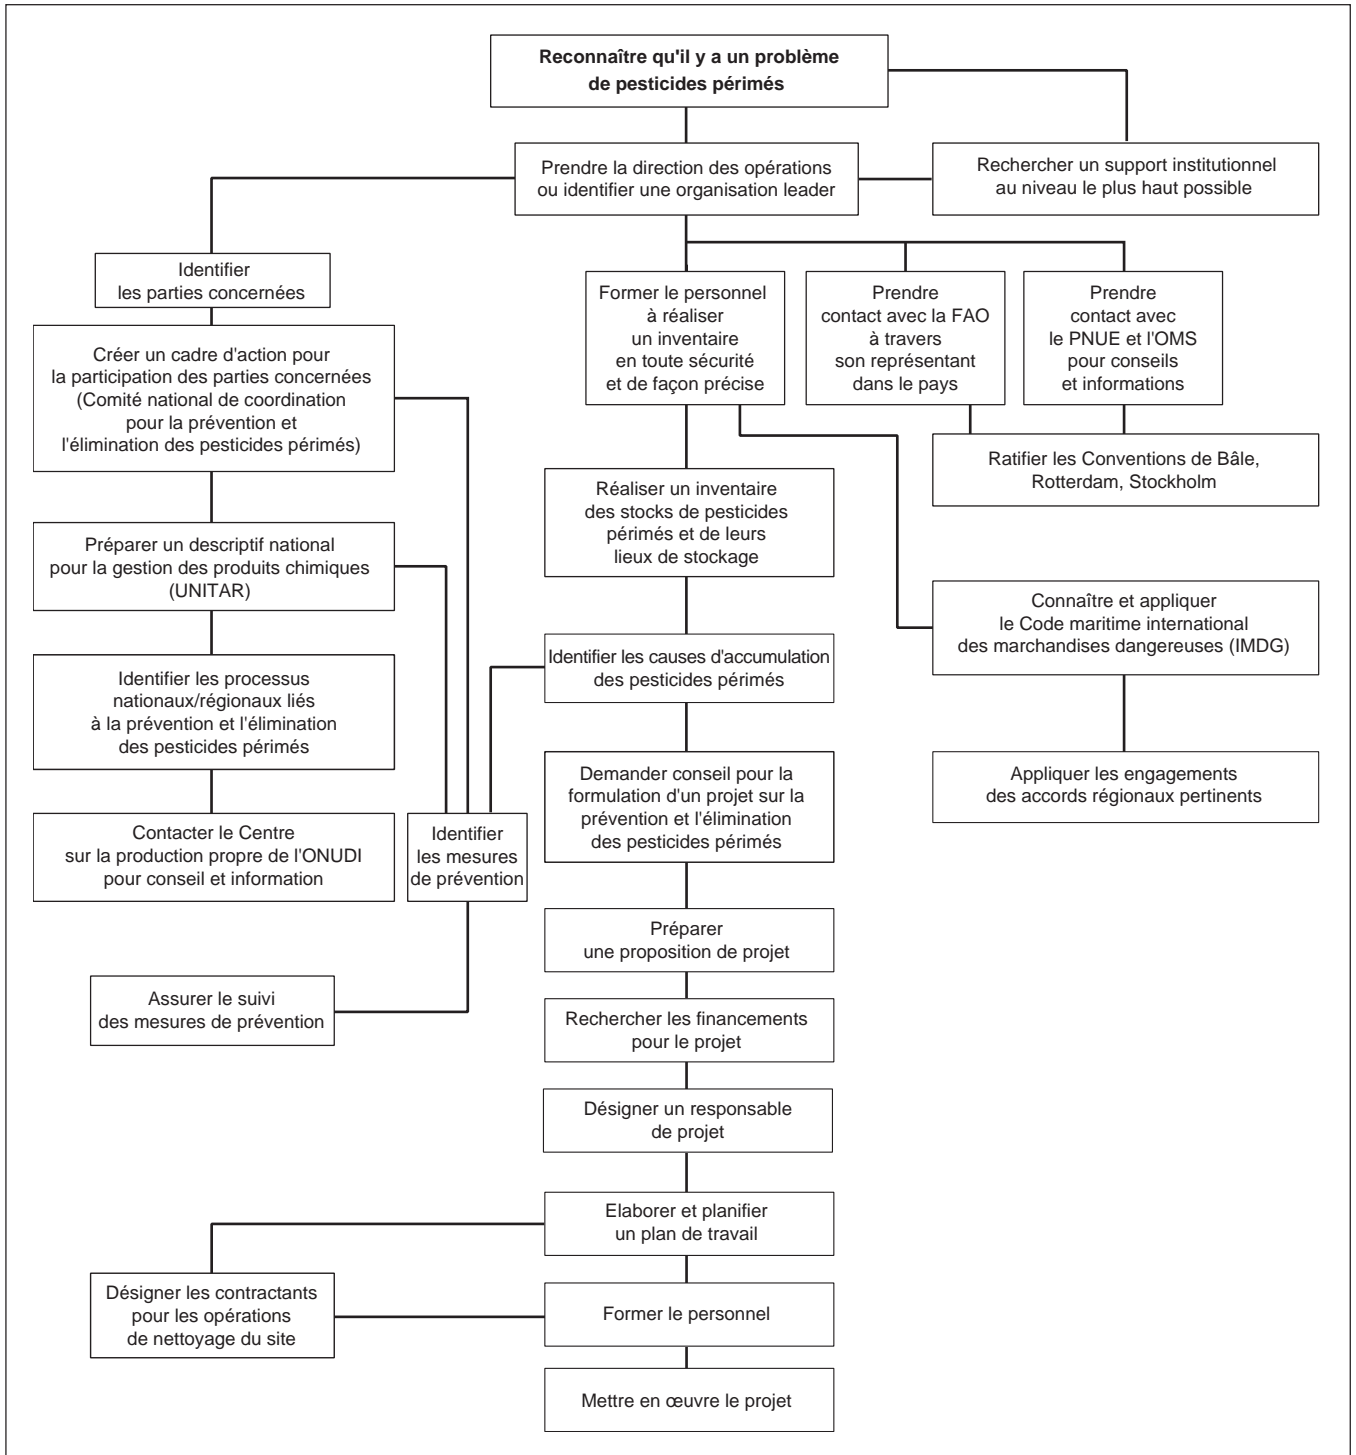 Reconnaître qu'il y a un problème
de pesticides périmés
Prendre la direction des opérations
ou identifier une organisation leader
Rechercher un support institutionnel
au niveau le plus haut possible
Identifier
les parties concernées
Former le personnel
à réaliser
un inventaire
en toute sécurité
et de façon précise
Prendre
contact avec la FAO
à travers
son représentant
dans le pays
Prendre
contact avec
le PNUE et l'OMS
pour conseils
et informations
Créer un cadre d'action pour
la participation des parties concernées
(Comité national de coordination
pour la prévention et
l'élimination des pesticides périmés)
Ratifier les Conventions de Bâle,
Rotterdam, Stockholm
Réaliser un inventaire
des stocks de pesticides
périmés et de leurs
lieux de stockage
Préparer un descriptif national
pour la gestion des produits chimiques
(UNITAR)
Connaître et appliquer
le Code maritime international
des marchandises dangereuses (IMDG)
Identifier les causes d'accumulation
des pesticides périmés
Identifier les processus
nationaux/régionaux liés
à la prévention et l'élimination
des pesticides périmés
Demander conseil pour la
formulation d'un projet sur la
prévention et l'élimination
des pesticides périmés
Appliquer les engagements
des accords régionaux pertinents
Contacter le Centre
sur la production propre de l'ONUDI
pour conseil et information
Identifier
les mesures
de prévention
Préparer
une proposition de projet
Assurer le suivi
des mesures de prévention
Rechercher les financements
pour le projet
Désigner un responsable
de projet
Elaborer et planifier
un plan de travail
Désigner les contractants
pour les opérations
de nettoyage du site
Former le personnel
Mettre en œuvre le projet